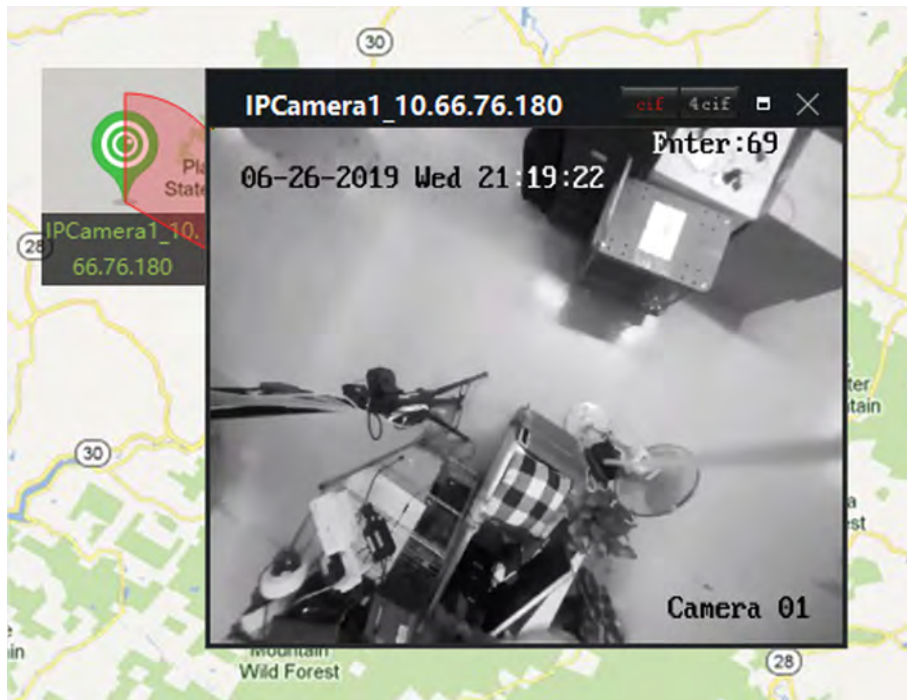 30
IPCamera1_10.66.76.180
cif
4cif
Enter:69
06-26-2019 Wed 21:19:22
Pla
State
IPCamera1_10.
66.76.180
28
ter
tain
30
a
est
Camera 01
e
in
Mountain
Wild Forest
28